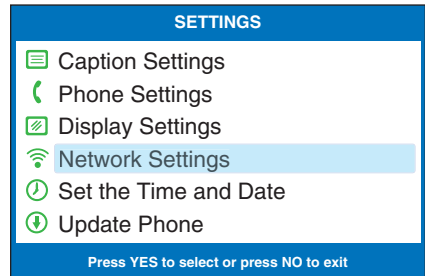 SETTINGS
Caption Settings
Phone Settings
Display Settings
Network Settings
Set the Time and Date
Update Phone
Press YES to select or press NO to exit